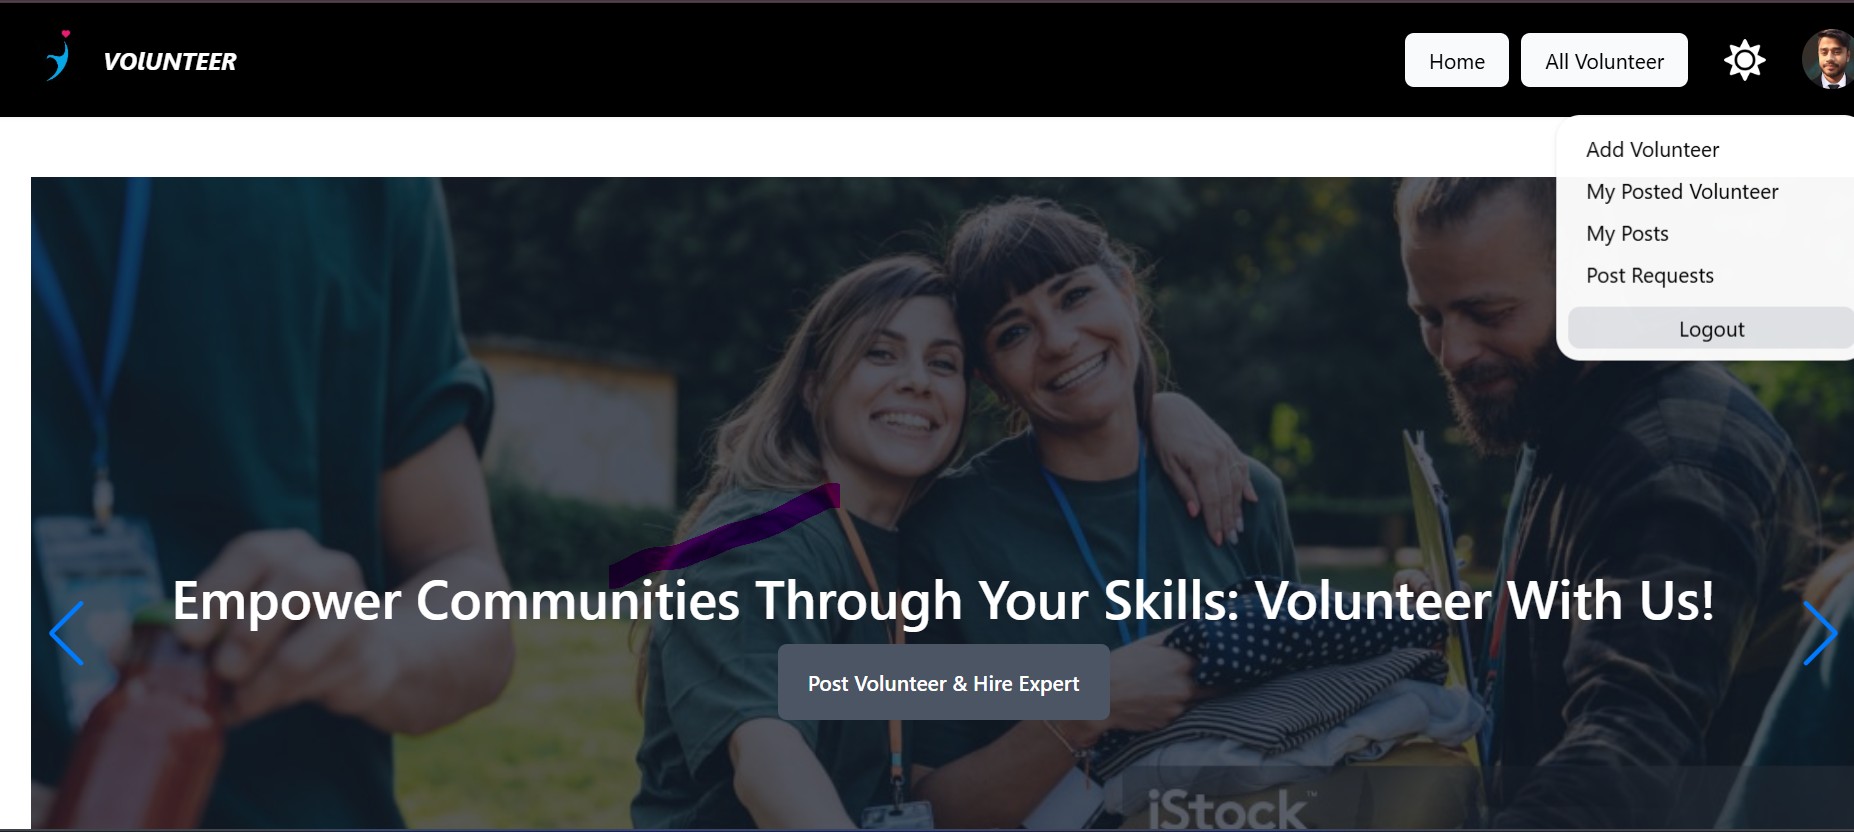 VOlUNTEER
Home
All Volunteer
Add Volunteer
My Posted Volunteer
My Posts
Post Requests
Logout
Empower Communities Through Your Skills: Volunteer With Us!
Post Volunteer & Hire Expert
iStock™